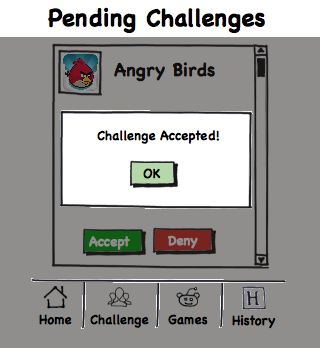 Pending Challenges
Angry Birds
Challenge Accepted!
OK
Accept Deny
Home Challenge Games History
H